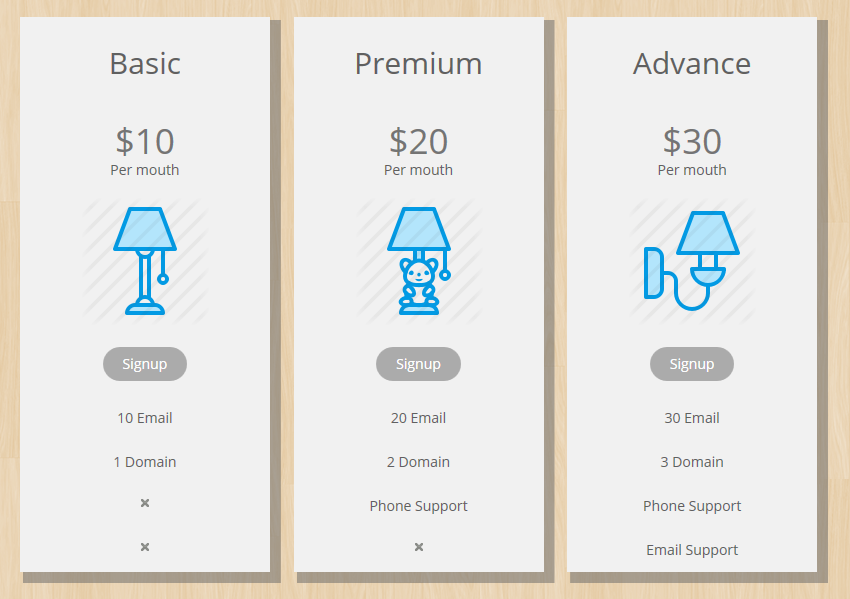 Basic
$10
Per mouth
Signup
10 Email
1 Domain
Premium
$20
Per mouth
Signup
20 Email
2 Domain
Phone Support
Advance
$30
Per mouth
Signup
30 Email
3 Domain
Phone Support
Email Support